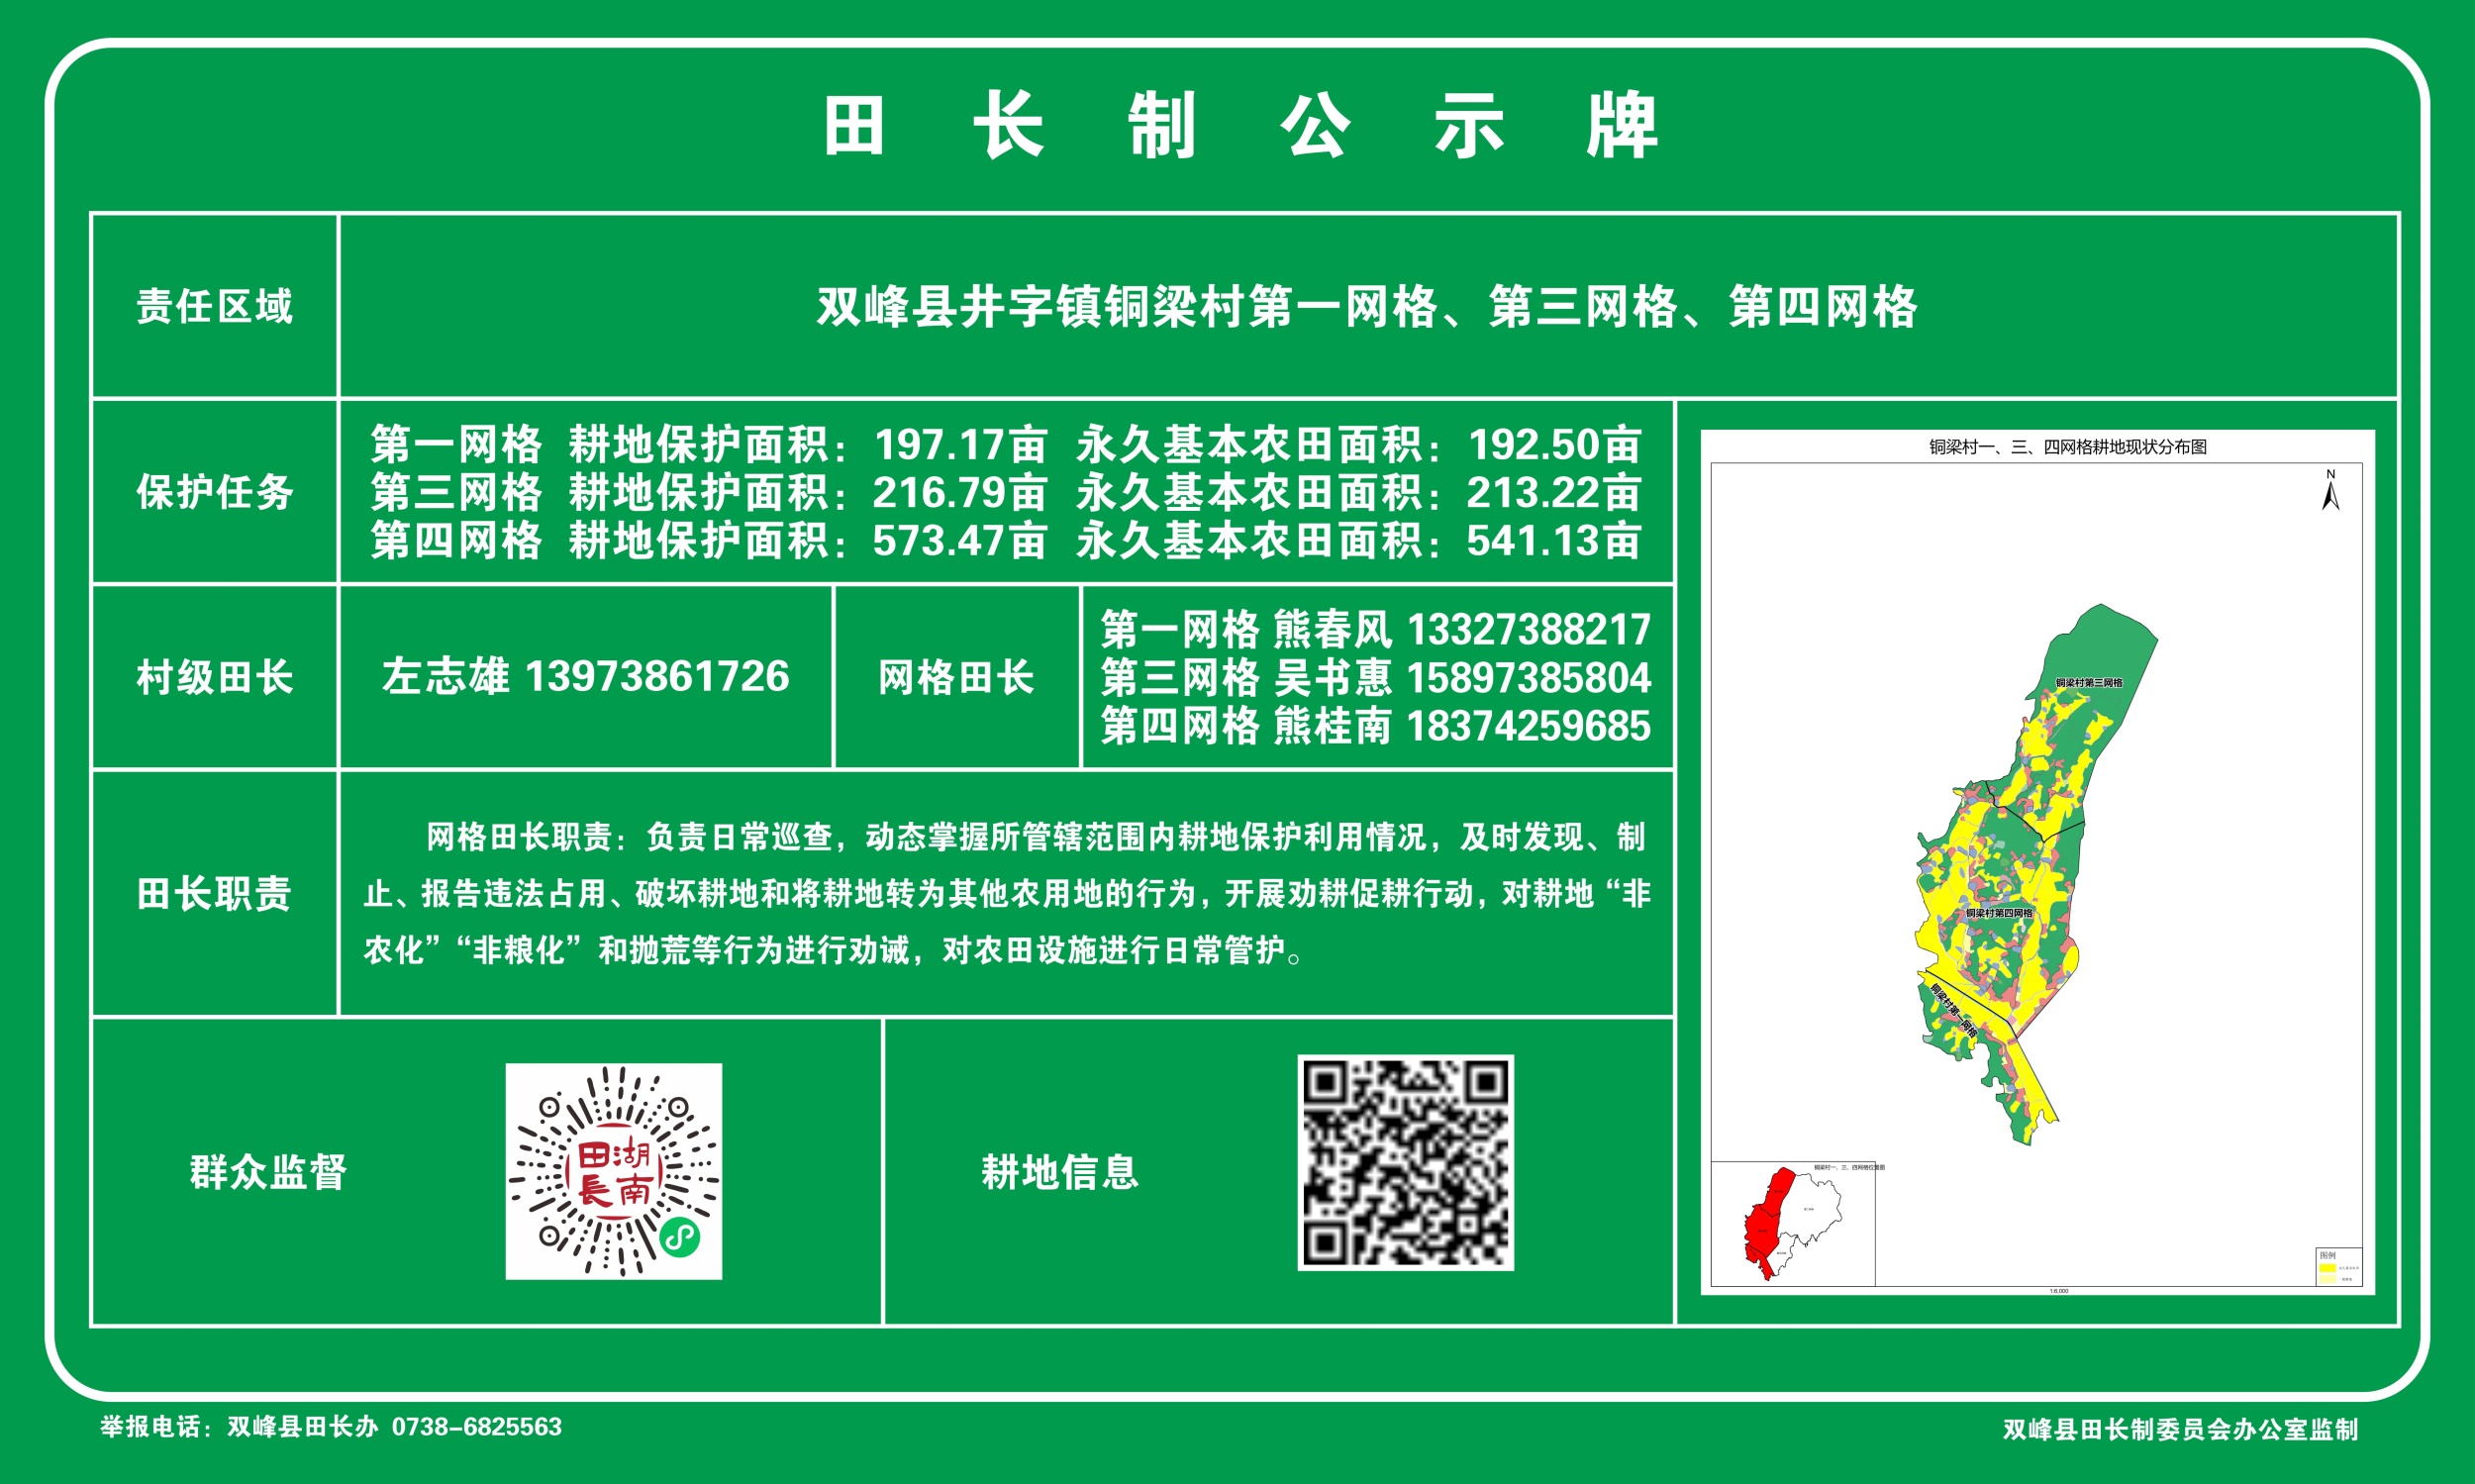 田长制公示牌
责任区域
双峰县井字镇铜梁村第一网格、第三网格、第四网格
保护任务
第一网格 耕地保护面积：197.17亩 永久基本农田面积：192.50亩
第三网格 耕地保护面积：216.79亩 永久基本农田面积：213.22亩
第四网格 耕地保护面积：573.47亩 永久基本农田面积：541.13亩
村级田长
左志雄 13973861726
网格田长
第一网格 熊春风 13327388217
第三网格 吴书惠 15897385804
第四网格 熊桂南 18374259685
田长职责
网格田长职责：负责日常巡查，动态掌握所管辖范围内耕地保护利用情况，及时发现、制
止、报告违法占用、破坏耕地和将耕地转为其他农用地的行为，开展劝耕促耕行动，对耕地“非
农化”“非粮化”和抛荒等行为进行劝诫，对农田设施进行日常管护。
群众监督
湖南
田長
耕地信息
铜梁村一、三、四网格耕地现状分布图
N
铜梁村第三网格
铜梁村第四网格
铜梁村第一网格
铜梁村一、三、四网格位置图
图例
1:6,000
举报电话：双峰县田长办 0738-6825563
双峰县田长制委员会办公室监制